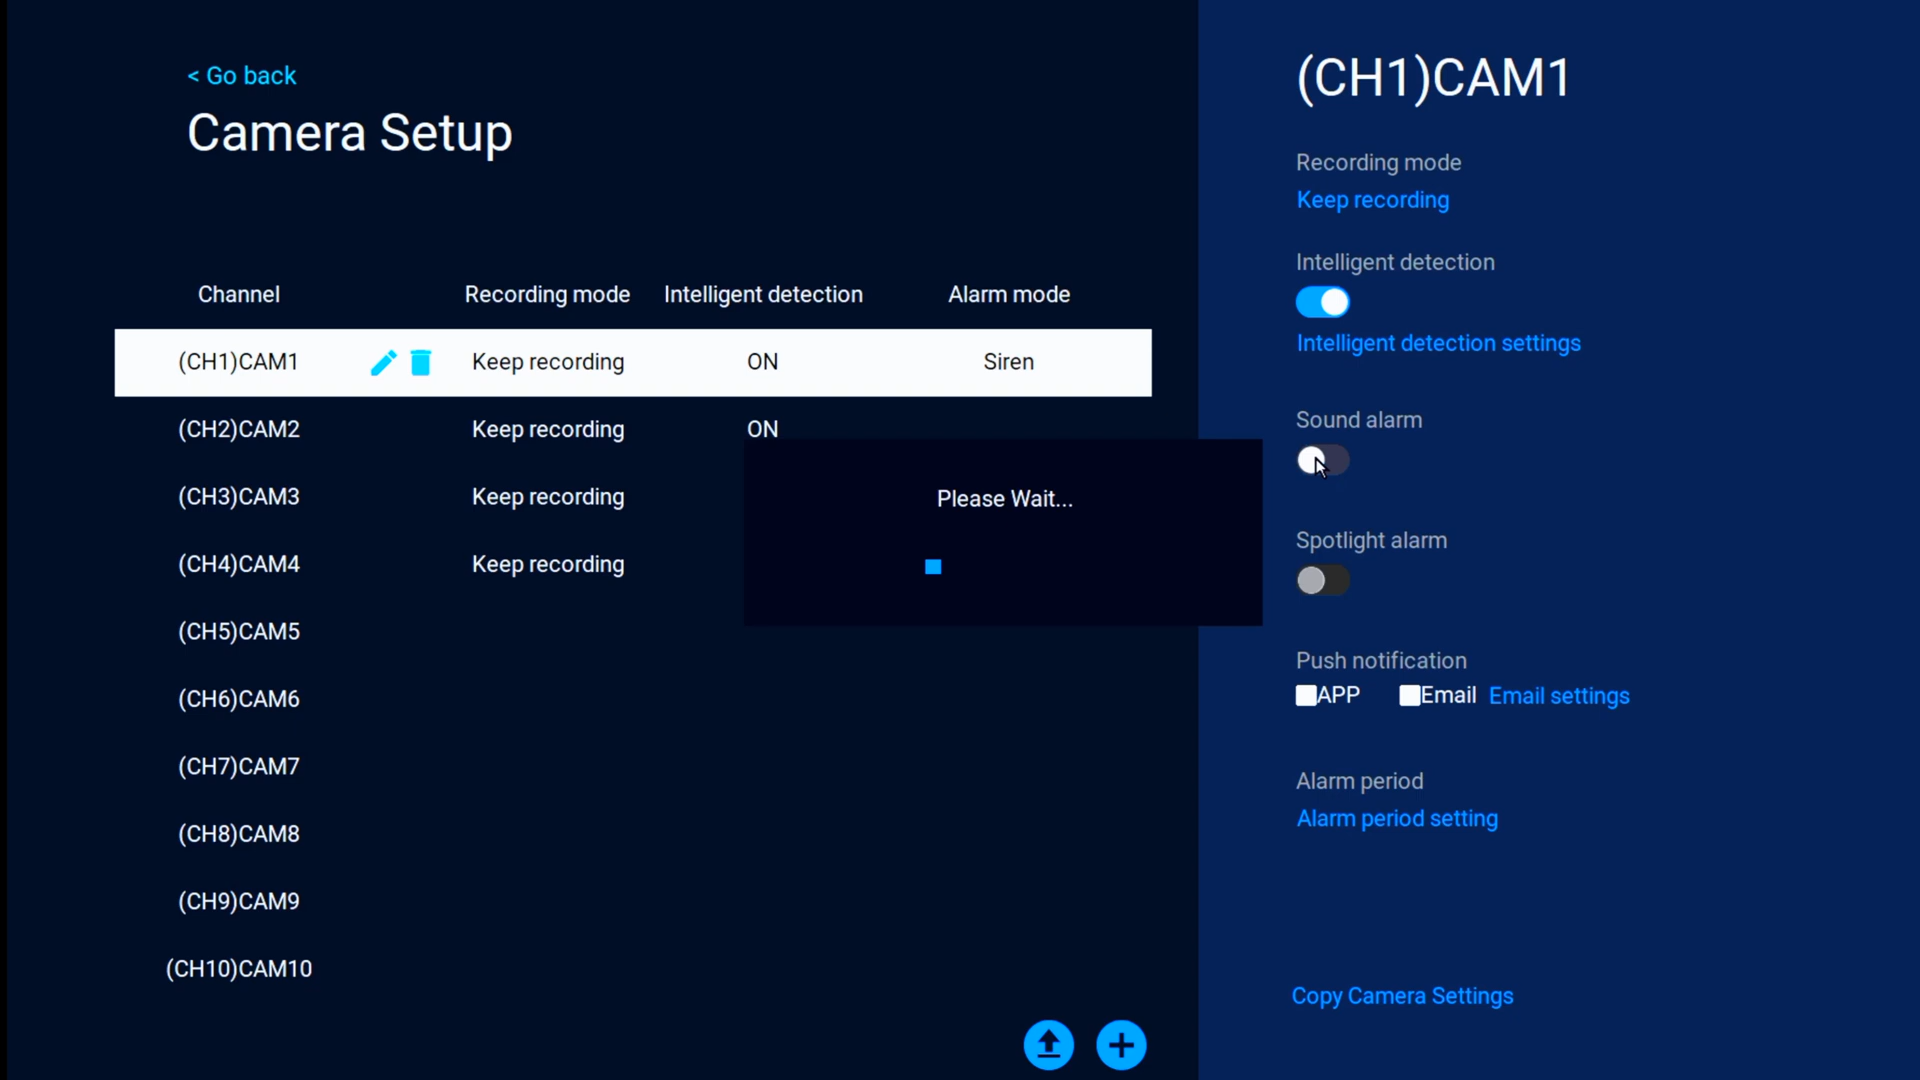 < Go back
Camera Setup
Channel Recording mode Intelligent detection Alarm mode
(CH1)CAM1 Keep recording ON Siren
(CH2)CAM2 Keep recording ON
(CH3)CAM3 Keep recording
(CH4)CAM4 Keep recording
(CH5)CAM5
(CH6)CAM6
(CH7)CAM7
(CH8)CAM8
(CH9)CAM9
(CH10)CAM10
Please Wait...
(CH1)CAM1
Recording mode
Keep recording
Intelligent detection
Intelligent detection settings
Sound alarm
Spotlight alarm
Push notification
APP Email Email settings
Alarm period
Alarm period setting
Copy Camera Settings